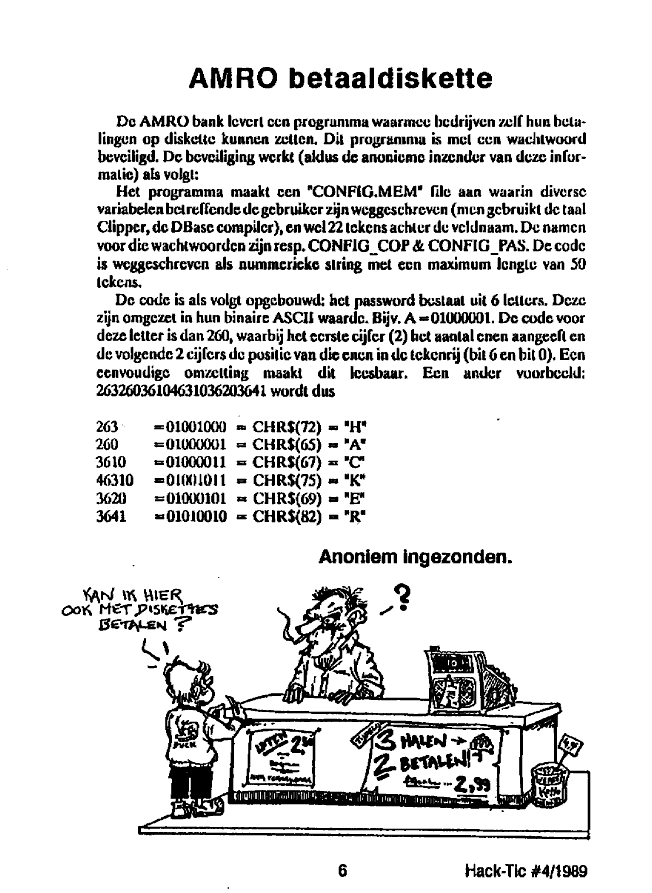 AMRO betaaldiskette
De AMRO bank levert een programma waarmee bedrijven zelf hun beta-
lingen op diskette kunnen zetten. Dit programma is met een wachtwoord
beveiligd. De beveiliging werkt (aldus de anonieme inzender van deze infor-
matie) als volgt:
Het programma maakt een "CONFIG.MEM" file aan waarin diverse
variabelen betreffende de gebruiker zijn weggeschreven (men gebruikt de taal
Clipper, de DBase compiler), en wel 22 tekens achter de veldnaam. De namen
voor die wachtwoorden zijn resp. CONFIG_COP & CONFIG_PAS. De code
is weggeschreven als nummerieke string met een maximum lengte van 50
tekens.
De code is als volgt opgebouwd: het password bestaat uit 6 letters. Deze
zijn omgezet in hun binaire ASCII waarde. Bijv. A = 01000001. De code voor
deze letter is dan 260, waarbij het eerste cijfer (2) het aantal enen aangeeft en
de volgende 2 cijfers de positie van die enen in de tekenrij (bit 6 en bit 0). Een
eenvoudige omzetting maakt dit leesbaar. Een ander voorbeeld:
26326036104631036203641 wordt dus
263 =01001000 = CHR$(72) = "H"
260 =01000001 = CHR$(65) = "A"
3610 =01000011 = CHR$(67) = "C"
46310 =01001011 = CHR$(75) = "K"
3620 =01000101 = CHR$(69) = "E"
3641 =01010010 = CHR$(82) = "R"
Anoniem ingezonden.
KAN IK HIER
OOK MET DISKETTES
BETALEN?
?
DUCK
LOTEN
2,50
3 HALEN →
2 BETALEN!
2,99
6 Hack-Tic #4/1989